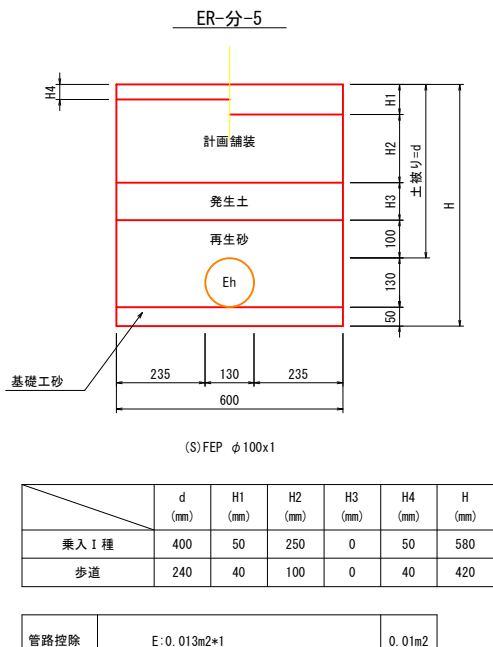 ER-分-5
H4
H1
計画舗装
H2
土被り=d
H
発生土
H3
再生砂
100
Eh
130
50
基礎工砂
235 130 235
600
(S)FEP φ100x1
d H1 H2 H3 H4 H
(mm) (mm) (mm) (mm) (mm) (mm)
乗入Ⅰ種 400 50 250 0 50 580
歩道 240 40 100 0 40 420
管路控除 E:0.013m2*1 0.01m2